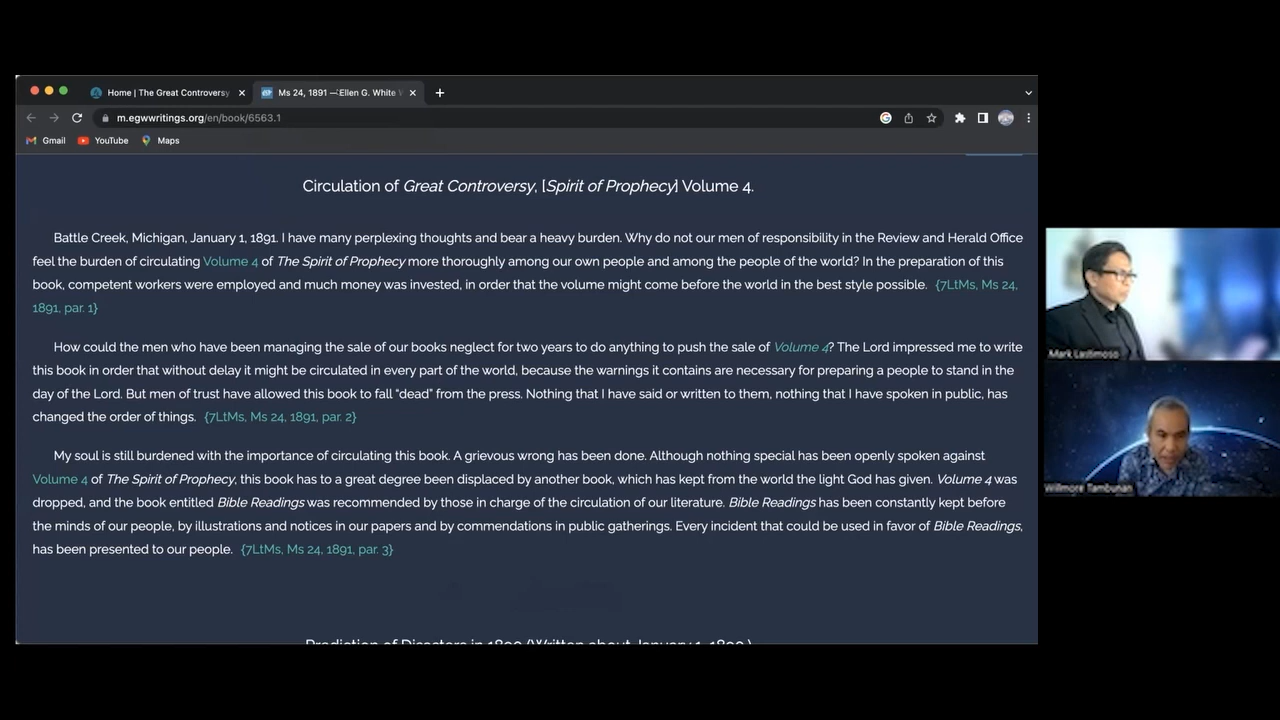 Home | The Great Controversy
Ms 24, 1891 — Ellen G. White W
m.egwwritings.org/en/book/6563.1
Gmail YouTube Maps
Circulation of Great Controversy, [Spirit of Prophecy] Volume 4.
Battle Creek, Michigan, January 1, 1891. I have many perplexing thoughts and bear a heavy burden. Why do not our men of responsibility in the Review and Herald Office
feel the burden of circulating Volume 4 of The Spirit of Prophecy more thoroughly among our own people and among the people of the world? In the preparation of this
book, competent workers were employed and much money was invested, in order that the volume might come before the world in the best style possible. {7LtMs, Ms 24,
1891, par. 1}
How could the men who have been managing the sale of our books neglect for two years to do anything to push the sale of Volume 4? The Lord impressed me to write
this book in order that without delay it might be circulated in every part of the world, because the warnings it contains are necessary for preparing a people to stand in the
day of the Lord. But men of trust have allowed this book to fall “dead” from the press. Nothing that I have said or written to them, nothing that I have spoken in public, has
changed the order of things. {7LtMs, Ms 24, 1891, par. 2}
My soul is still burdened with the importance of circulating this book. A grievous wrong has been done. Although nothing special has been openly spoken against
Volume 4 of The Spirit of Prophecy, this book has to a great degree been displaced by another book, which has kept from the world the light God has given. Volume 4 was
dropped, and the book entitled Bible Readings was recommended by those in charge of the circulation of our literature. Bible Readings has been constantly kept before
the minds of our people, by illustrations and notices in our papers and by commendations in public gatherings. Every incident that could be used in favor of Bible Readings,
has been presented to our people. {7LtMs, Ms 24, 1891, par. 3}
Prediction of Disasters in 1890 (Written about January 1, 1890.)
Mark Lastimoso
Willmore Tambunan